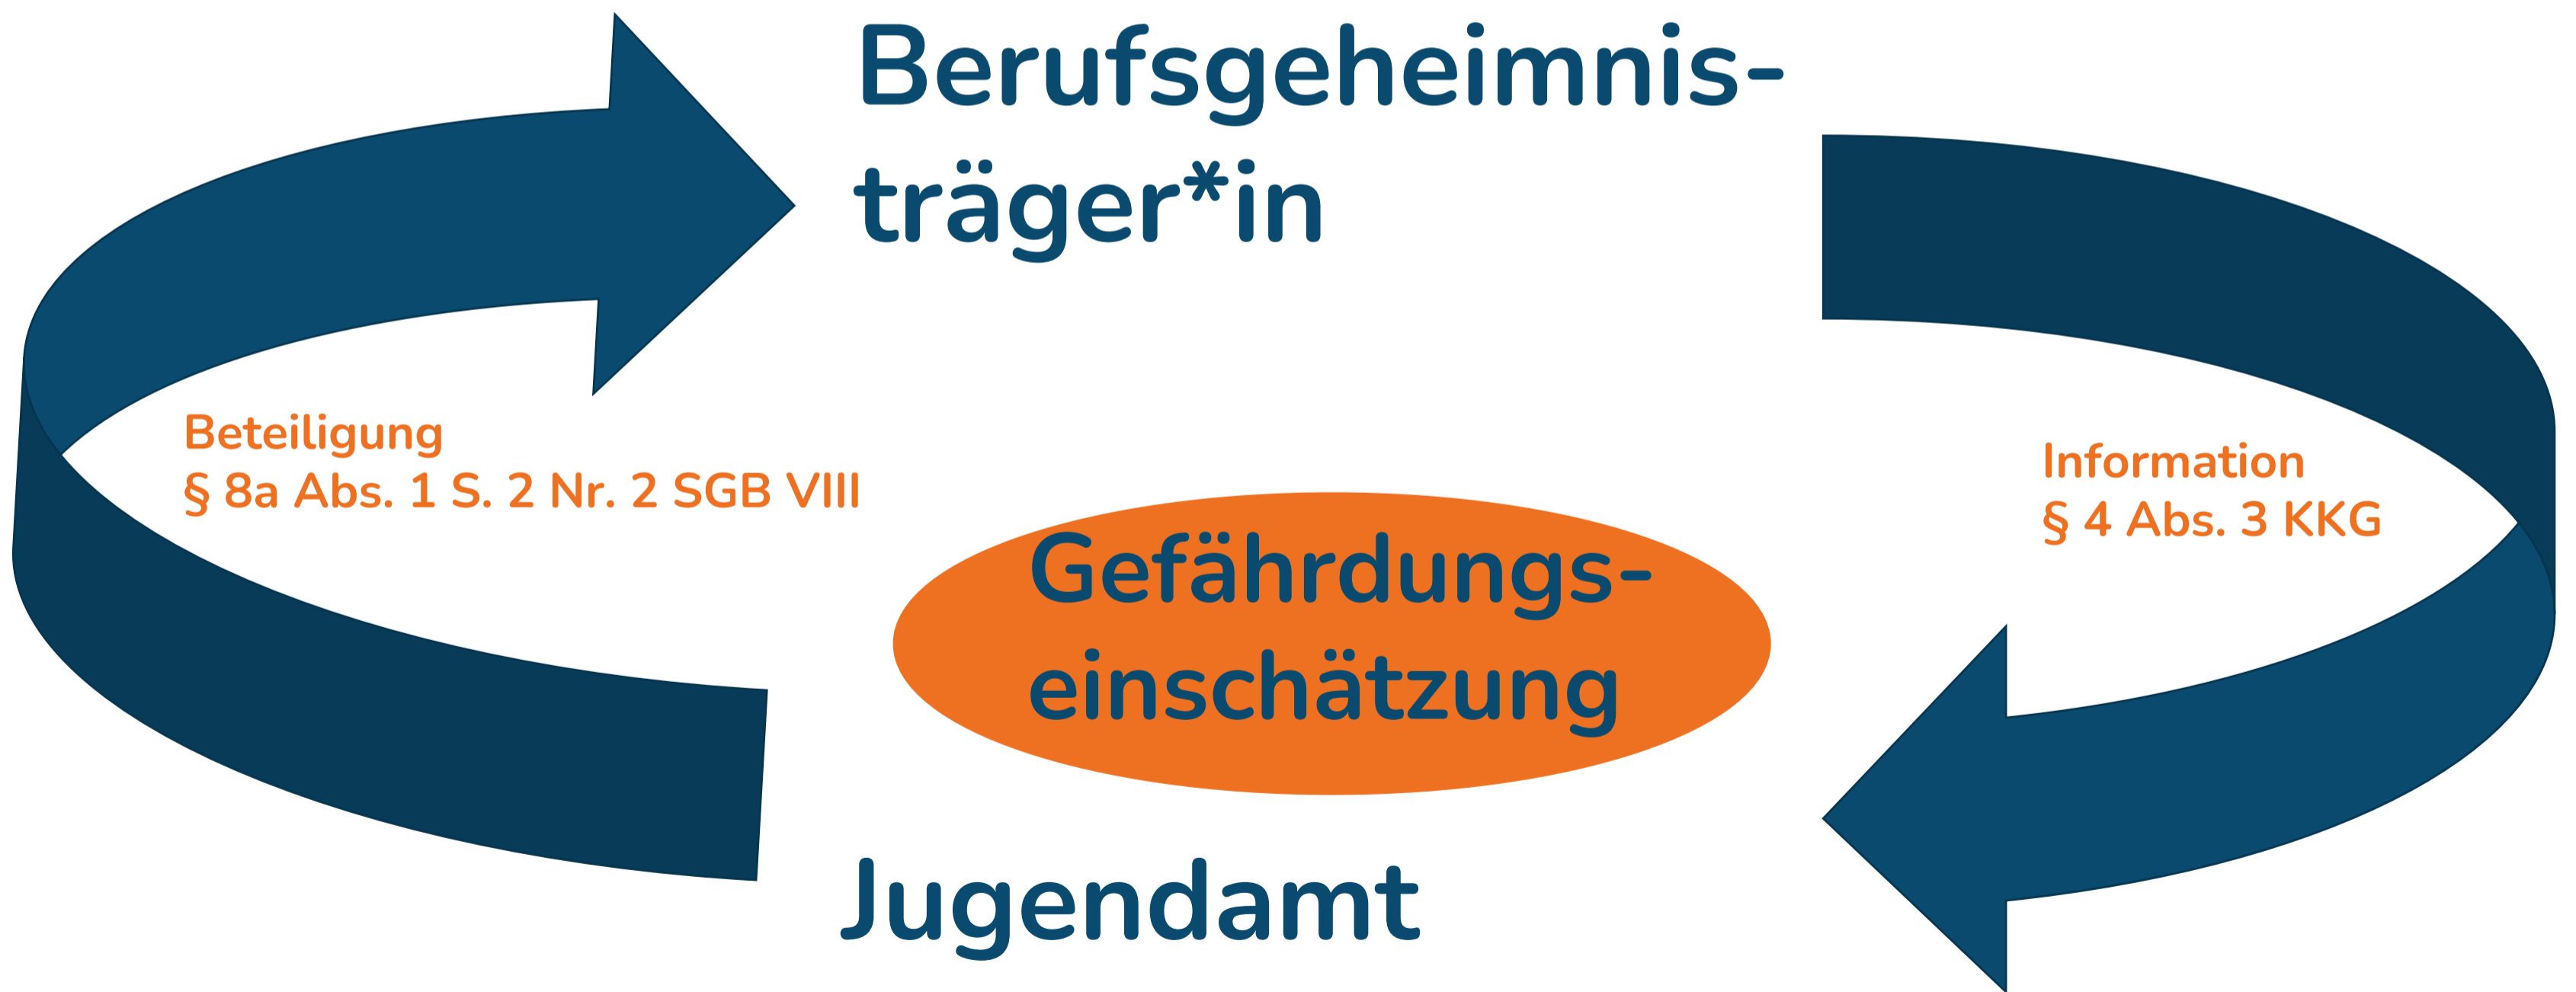 Berufsgeheimnis-
träger*in
Beteiligung
§ 8a Abs. 1 S. 2 Nr. 2 SGB VIII
Information
§ 4 Abs. 3 KKG
Gefährdungs-
einschätzung
Jugendamt